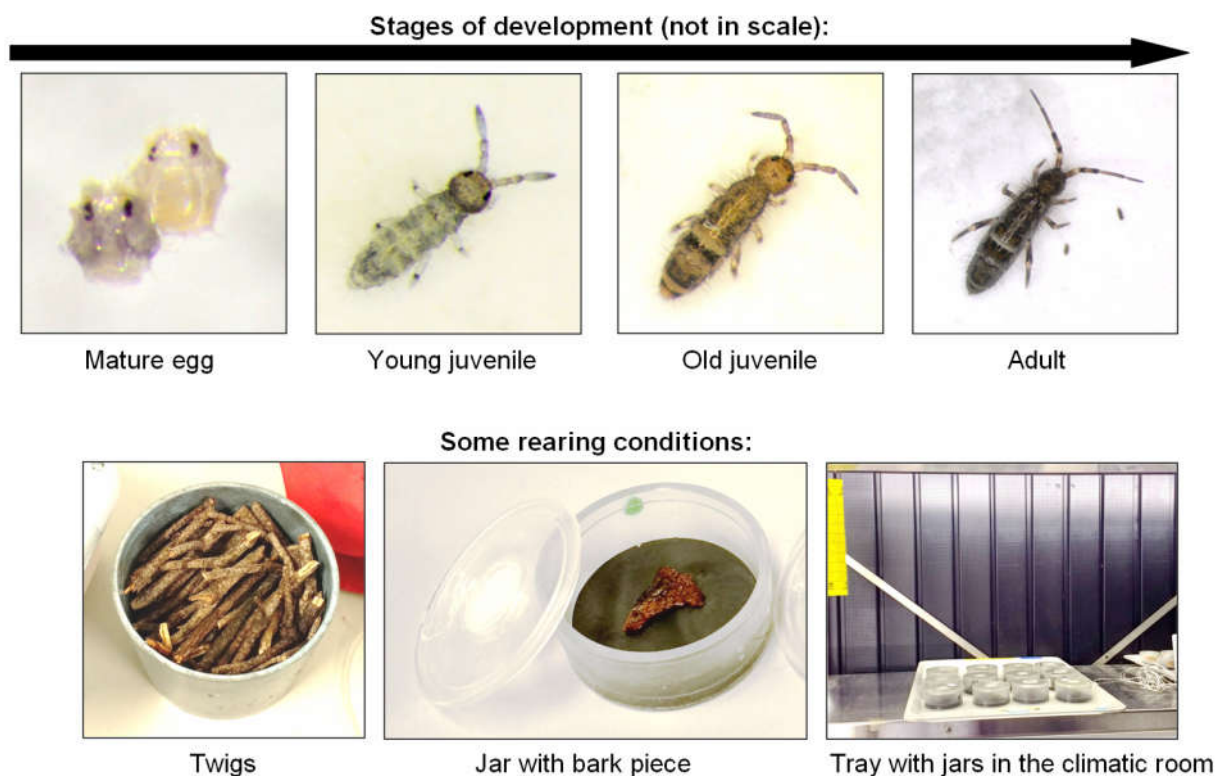 Stages of development (not in scale):
Mature egg
Young juvenile
Old juvenile
Adult
Some rearing conditions:
Twigs
Jar with bark piece
Tray with jars in the climatic room